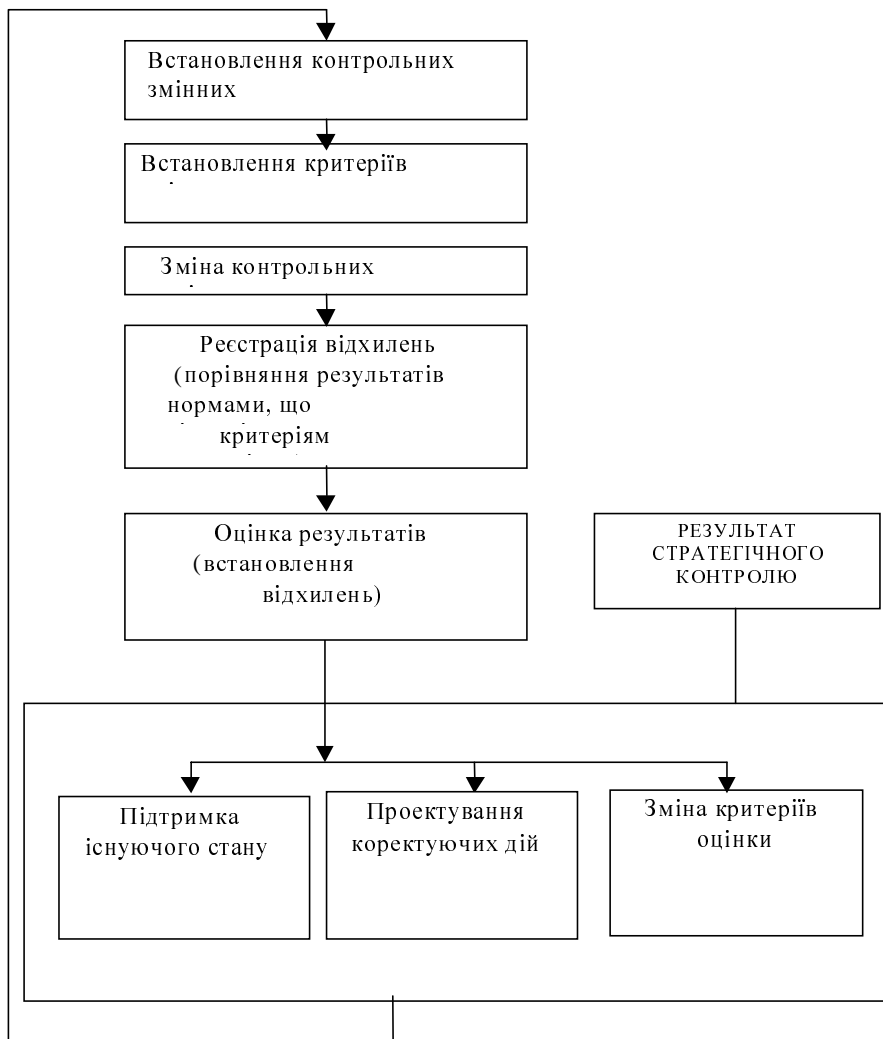 Встановлення контрольних
змінних
Встановлення критеріїв
Зміна контрольних
Реєстрація відхилень
(порівняння результатів
нормами, що
критеріям
Оцінка результатів
(встановлення
відхилень)
РЕЗУЛЬТАТ
СТРАТЕГІЧНОГО
КОНТРОЛЮ
Підтримка
існуючого стану
Проектування
коректуючих дій
Зміна критеріїв
оцінки